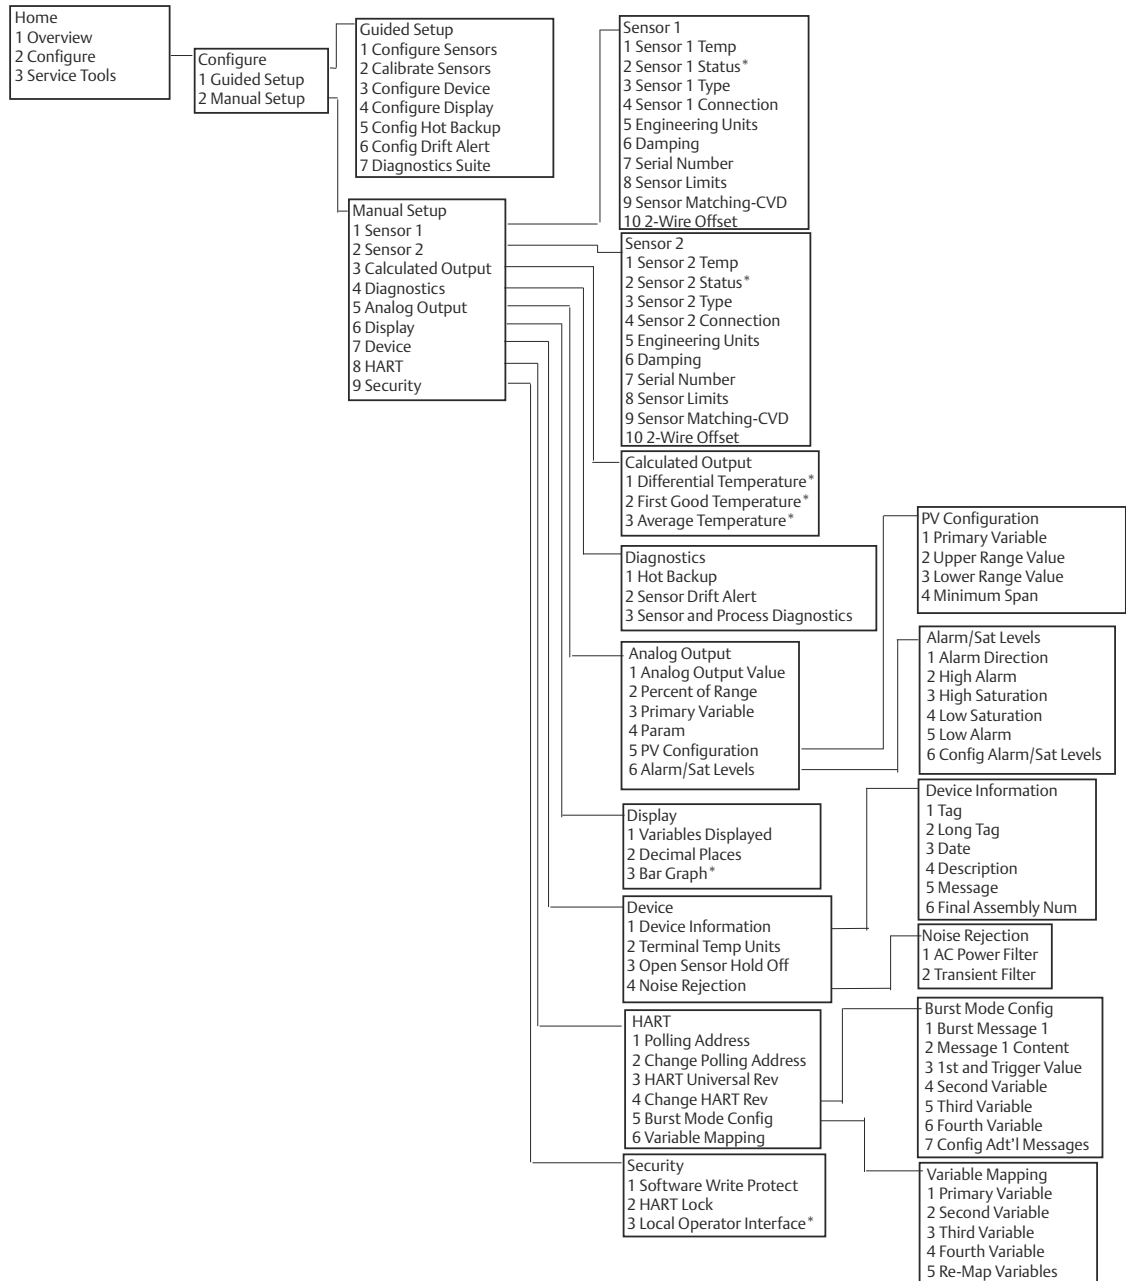 Home
1 Overview
2 Configure
3 Service Tools
Configure
1 Guided Setup
2 Manual Setup
Guided Setup
1 Configure Sensors
2 Calibrate Sensors
3 Configure Device
4 Configure Display
5 Config Hot Backup
6 Config Drift Alert
7 Diagnostics Suite
Manual Setup
1 Sensor 1
2 Sensor 2
3 Calculated Output
4 Diagnostics
5 Analog Output
6 Display
7 Device
8 HART
9 Security
Sensor 1
1 Sensor 1 Temp
2 Sensor 1 Status*
3 Sensor 1 Type
4 Sensor 1 Connection
5 Engineering Units
6 Damping
7 Serial Number
8 Sensor Limits
9 Sensor Matching-CVD
10 2-Wire Offset
Sensor 2
1 Sensor 2 Temp
2 Sensor 2 Status*
3 Sensor 2 Type
4 Sensor 2 Connection
5 Engineering Units
6 Damping
7 Serial Number
8 Sensor Limits
9 Sensor Matching-CVD
10 2-Wire Offset
Calculated Output
1 Differential Temperature*
2 First Good Temperature*
3 Average Temperature*
Diagnostics
1 Hot Backup
2 Sensor Drift Alert
3 Sensor and Process Diagnostics
Analog Output
1 Analog Output Value
2 Percent of Range
3 Primary Variable
4 Param
5 PV Configuration
6 Alarm/Sat Levels
Display
1 Variables Displayed
2 Decimal Places
3 Bar Graph*
Device
1 Device Information
2 Terminal Temp Units
3 Open Sensor Hold Off
4 Noise Rejection
HART
1 Polling Address
2 Change Polling Address
3 HART Universal Rev
4 Change HART Rev
5 Burst Mode Config
6 Variable Mapping
Security
1 Software Write Protect
2 HART Lock
3 Local Operator Interface*
PV Configuration
1 Primary Variable
2 Upper Range Value
3 Lower Range Value
4 Minimum Span
Alarm/Sat Levels
1 Alarm Direction
2 High Alarm
3 High Saturation
4 Low Saturation
5 Low Alarm
6 Config Alarm/Sat Levels
Device Information
1 Tag
2 Long Tag
3 Date
4 Description
5 Message
6 Final Assembly Num
Noise Rejection
1 AC Power Filter
2 Transient Filter
Burst Mode Config
1 Burst Message 1
2 Message 1 Content
3 1st and Trigger Value
4 Second Variable
5 Third Variable
6 Fourth Variable
7 Config Adt'l Messages
Variable Mapping
1 Primary Variable
2 Second Variable
3 Third Variable
4 Fourth Variable
5 Re-Map Variables